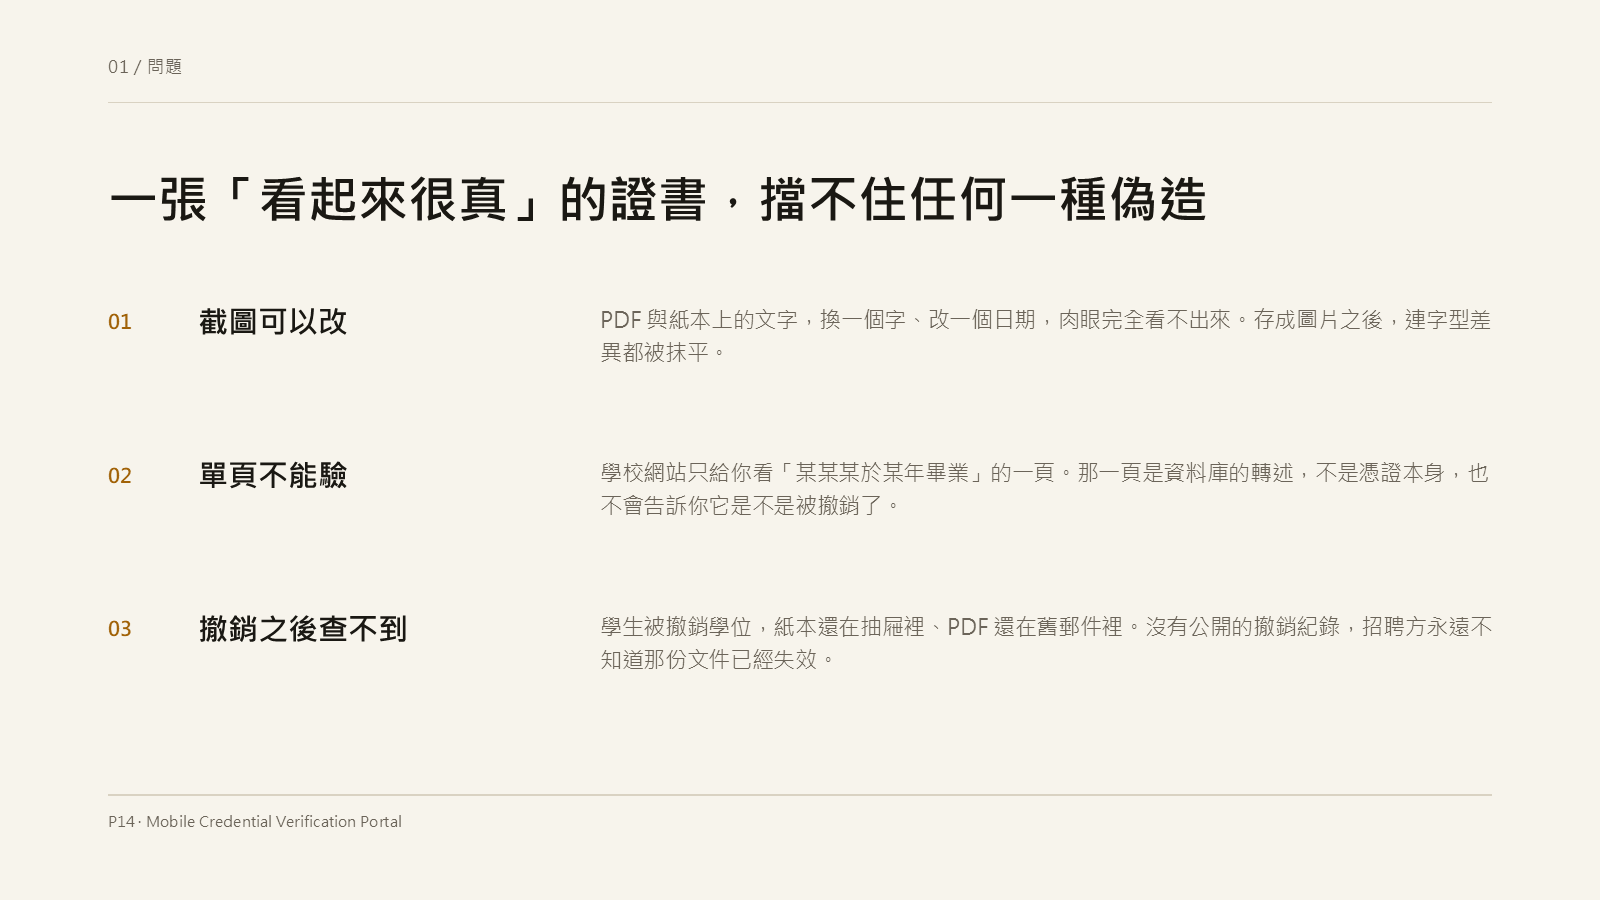 01 / 問題
一張「看起來很真」的證書，擋不住任何一種偽造
01
截圖可以改
PDF 與紙本上的文字，換一個字、改一個日期，肉眼完全看不出來。存成圖片之後，連字型差
異都被抹平。
02
單頁不能驗
學校網站只給你看「某某某於某年畢業」的一頁。那一頁是資料庫的轉述，不是憑證本身，也
不會告訴你它是不是被撤銷了。
03
撤銷之後查不到
學生被撤銷學位，紙本還在抽屜裡、PDF 還在舊郵件裡。沒有公開的撤銷紀錄，招聘方永遠不
知道那份文件已經失效。
P14 · Mobile Credential Verification Portal